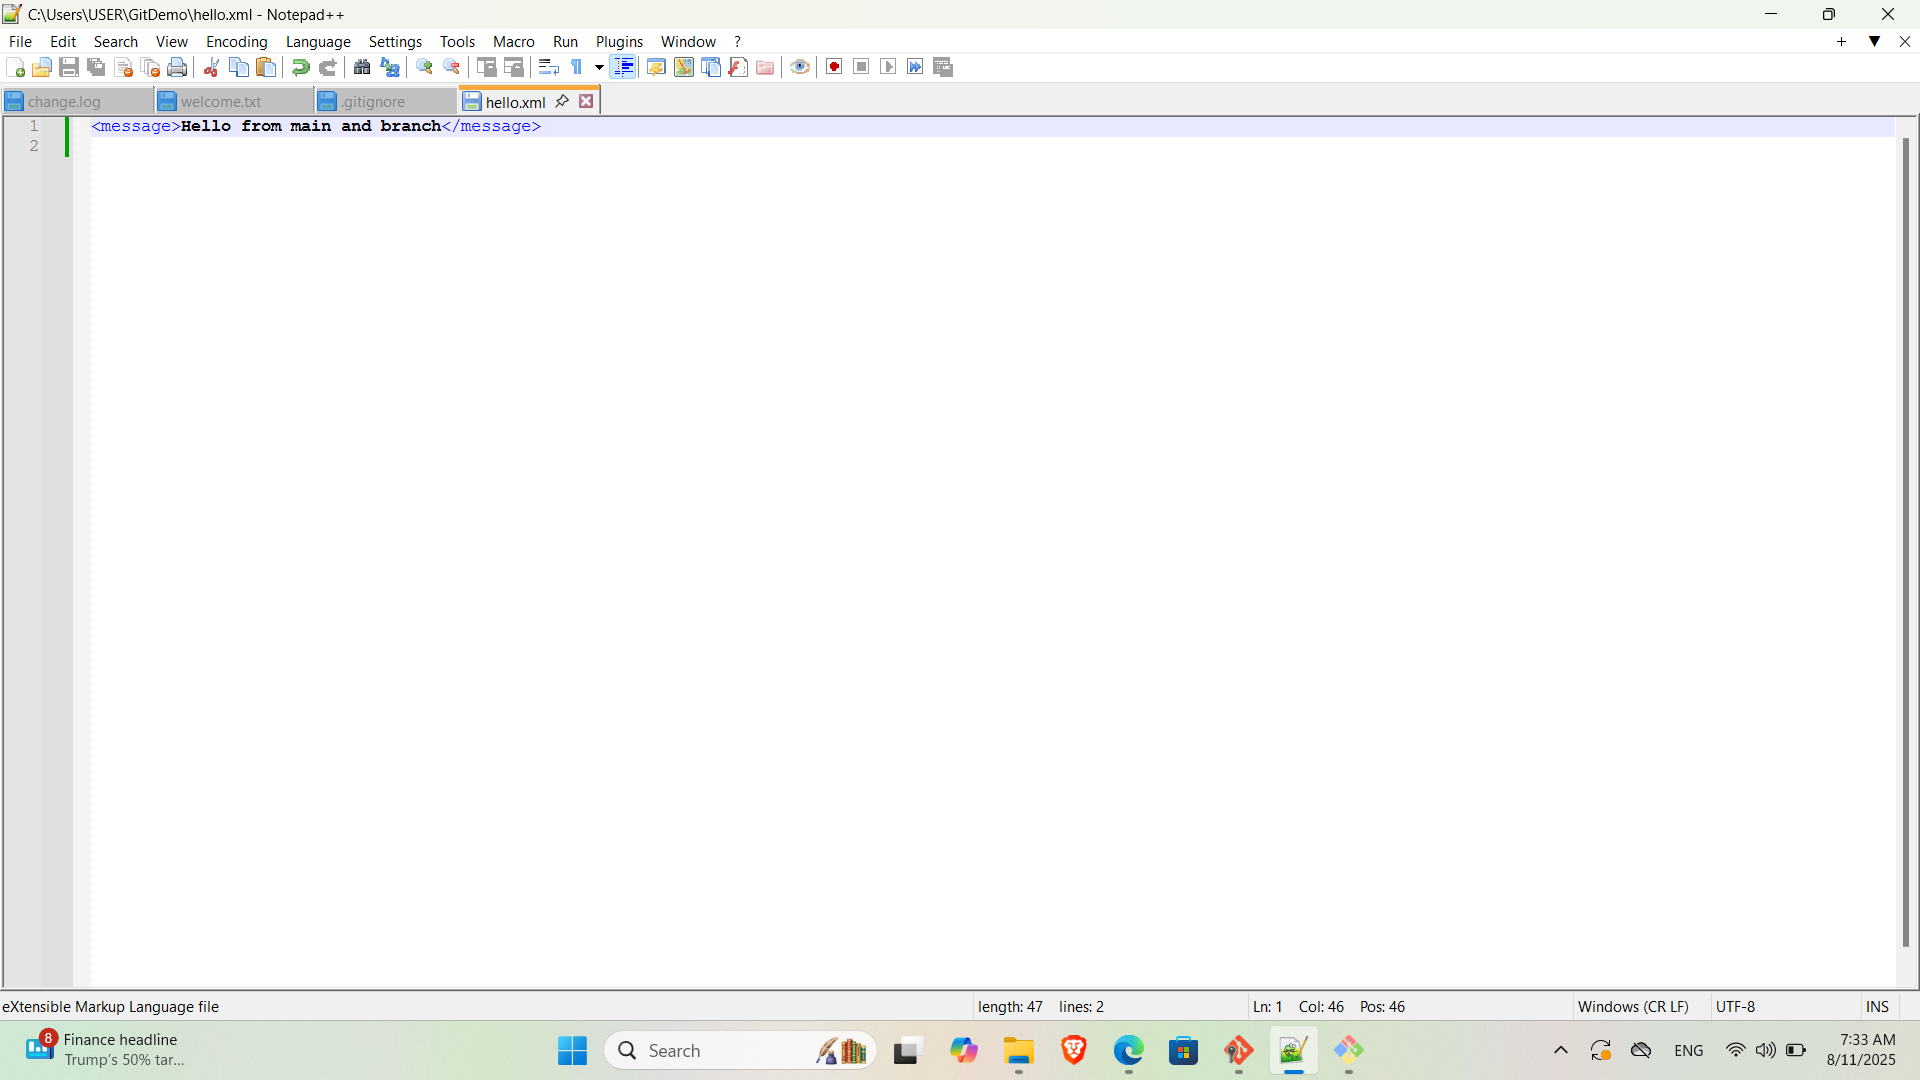 C:\Users\USER\GitDemo\hello.xml - Notepad++
File Edit Search View Encoding Language Settings Tools Macro Run Plugins Window ?
change.log welcome.txt .gitignore hello.xml
1 <message>Hello from main and branch</message>
2
eXtensible Markup Language file length: 47 lines: 2 Ln: 1 Col: 46 Pos: 46 Windows (CR LF) UTF-8 INS
8 Finance headline
Trump's 50% tar...
Search
ENG
7:33 AM
8/11/2025